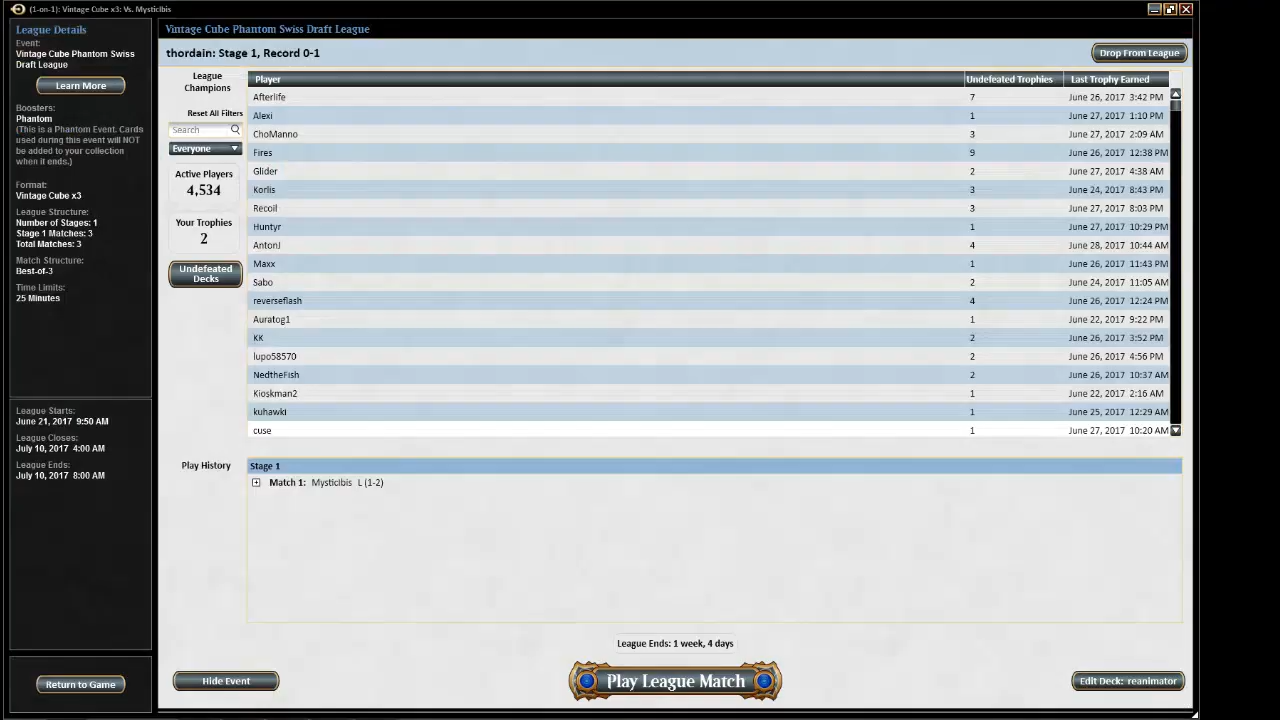 (1-on-1): Vintage Cube x3: Vs. MysticIbis
League Details
Event:
Vintage Cube Phantom Swiss
Draft League
Learn More
Boosters:
Phantom
(This is a Phantom Event. Cards
used during this event will NOT
be added to your collection
when it ends.)
Format:
Vintage Cube x3
League Structure:
Number of Stages: 1
Stage 1 Matches: 3
Total Matches: 3
Match Structure:
Best-of-3
Time Limits:
25 Minutes
League Starts:
June 21, 2017 9:50 AM
League Closes:
July 10, 2017 4:00 AM
League Ends:
July 10, 2017 8:00 AM
Return to Game
Vintage Cube Phantom Swiss Draft League
thordain: Stage 1, Record 0-1
Drop From League
League
Champions
Reset All Filters
Search
Everyone
Active Players
4,534
Your Trophies
2
Undefeated
Decks
Player Undefeated Trophies Last Trophy Earned
Afterlife 7 June 26, 2017 3:42 PM
Alexi 1 June 27, 2017 1:10 PM
ChoManno 3 June 27, 2017 2:09 AM
Fires 9 June 26, 2017 12:38 PM
Glider 2 June 27, 2017 4:38 AM
Korlis 3 June 24, 2017 8:43 PM
Recoil 3 June 27, 2017 8:03 PM
Huntyr 1 June 27, 2017 10:29 PM
AntonJ 4 June 28, 2017 10:44 AM
Maxx 1 June 26, 2017 11:43 PM
Sabo 2 June 24, 2017 11:05 AM
reverseflash 4 June 26, 2017 12:24 PM
Auratog1 1 June 22, 2017 9:22 PM
KK 2 June 26, 2017 3:52 PM
lupo58570 2 June 26, 2017 4:56 PM
NedtheFish 2 June 26, 2017 10:37 AM
Kioskman2 1 June 22, 2017 2:16 AM
kuhawki 1 June 25, 2017 12:29 AM
cuse 1 June 27, 2017 10:20 AM
Play History
Stage 1
Match 1: MysticIbis L (1-2)
League Ends: 1 week, 4 days
Hide Event
Play League Match
Edit Deck: reanimator